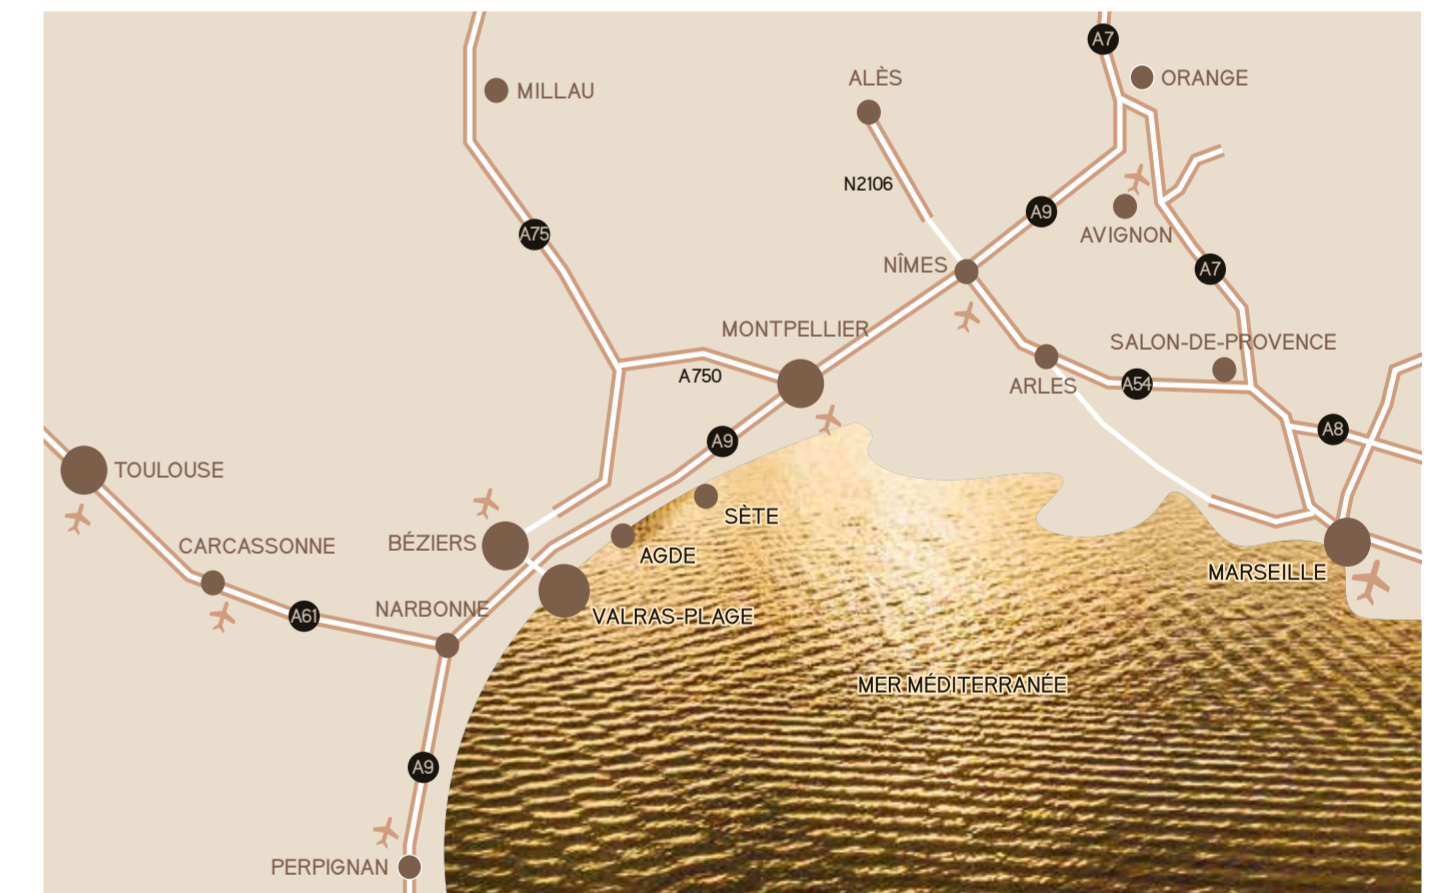 A7
ALÈS
ORANGE
MILLAU
N2106
A9
A75
AVIGNON
NÎMES
A7
MONTPELLIER
SALON-DE-PROVENCE
A750
ARLES
A54
A8
A9
TOULOUSE
SÈTE
BÉZIERS
CARCASSONNE
AGDE
MARSEILLE
NARBONNE
A61
VALRAS-PLAGE
MER MÉDITERRANÉE
A9
PERPIGNAN